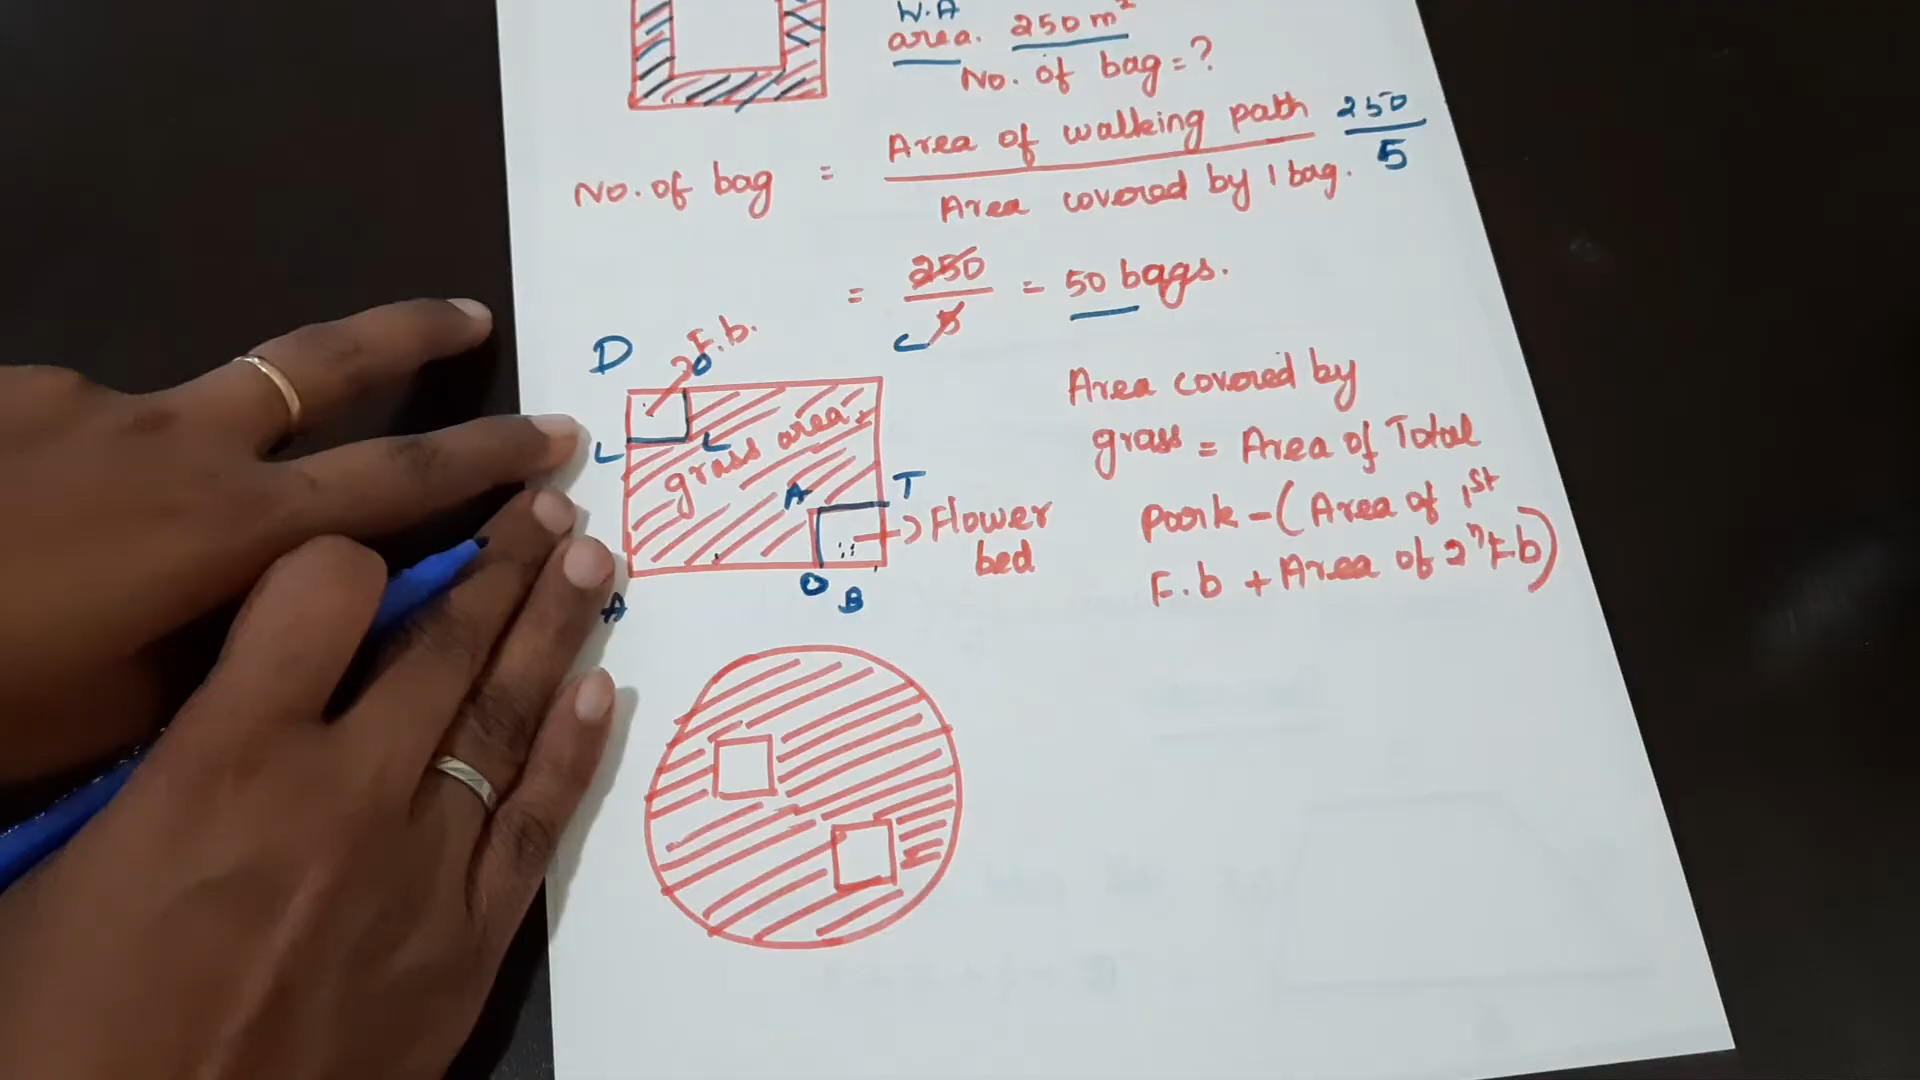 W.A
area. 250 m²
No. of bag = ?
No. of bag = Area of walking path / Area covered by 1 bag. 250 / 5
= 250 / 5 = 50 bags.
D F.b. C
O
L L
grass area
A T
Flower
bed
A O B
Area covered by
grass = Area of Total
Park - (Area of 1st
F.b + Area of 2n F.b)